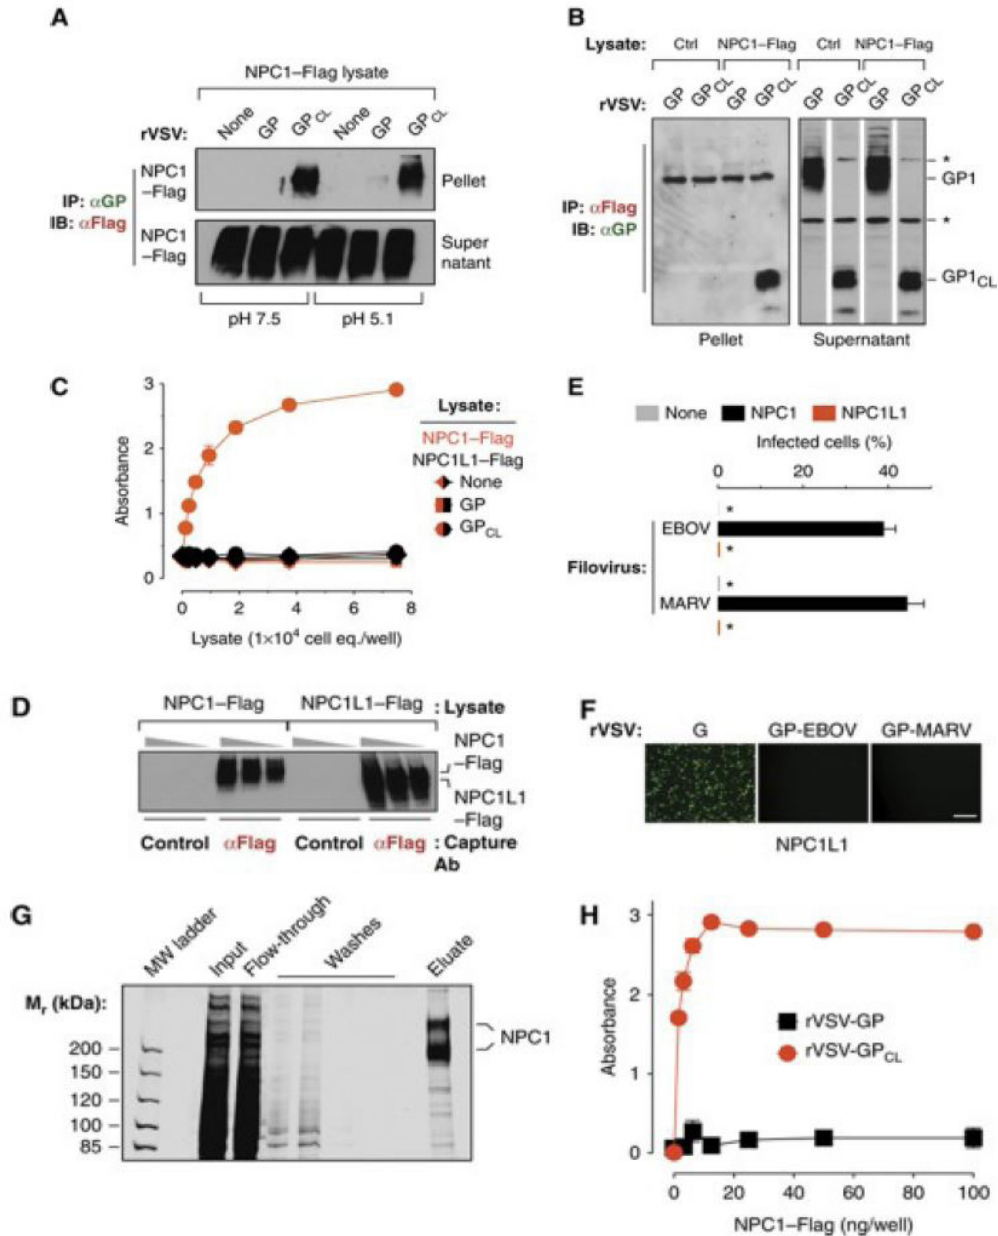 A
NPC1–Flag lysate
rVSV: None GP GPCL None GP GPCL
NPC1
–Flag
Pellet
IP: αGP
IB: αFlag
NPC1
–Flag
Super
natant
pH 7.5 pH 5.1
B
Lysate: Ctrl NPC1–Flag Ctrl NPC1–Flag
rVSV: GP GPCL GP GPCL GP GPCL GP GPCL
IP: αFlag
IB: αGP
*
GP1
*
GP1CL
Pellet Supernatant
C
3
2
1
0
Absorbance
0 2 4 6 8
Lysate (1×10⁴ cell eq./well)
Lysate:
NPC1–Flag
NPC1L1–Flag
None
GP
GPCL
E
None NPC1 NPC1L1
Infected cells (%)
0 20 40
*
EBOV
*
Filovirus:
*
MARV
*
D
NPC1–Flag NPC1L1–Flag : Lysate
NPC1
–Flag
NPC1L1
–Flag
Control αFlag Control αFlag : Capture
Ab
F
rVSV: G GP-EBOV GP-MARV
NPC1L1
G
MW ladder Input Flow-through Washes Eluate
Mr (kDa):
NPC1
200
150
120
100
85
H
3
2
1
0
Absorbance
rVSV-GP
rVSV-GPCL
0 20 40 60 80 100
NPC1–Flag (ng/well)